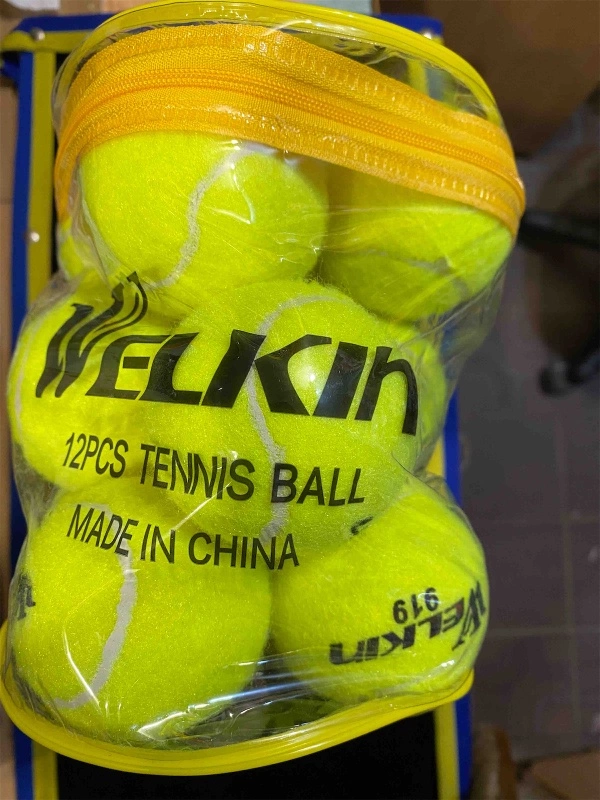 WELKIN
12PCS TENNIS BALL
MADE IN CHINA
WELKIN
919